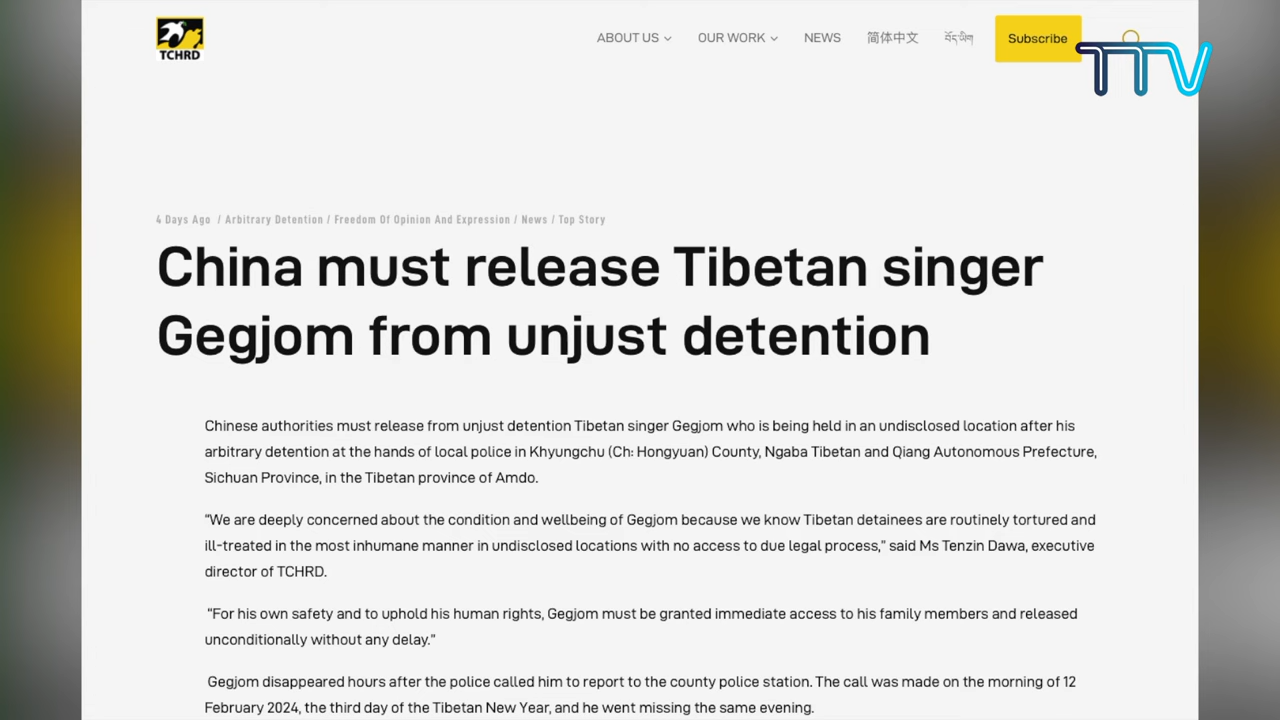 TCHRD
ABOUT US
OUR WORK
NEWS
简体中文
བོད་ཡིག
Subscribe
TTV
4 Days Ago / Arbitrary Detention / Freedom Of Opinion And Expression / News / Top Story
China must release Tibetan singer
Gegjom from unjust detention
Chinese authorities must release from unjust detention Tibetan singer Gegjom who is being held in an undisclosed location after his
arbitrary detention at the hands of local police in Khyungchu (Ch: Hongyuan) County, Ngaba Tibetan and Qiang Autonomous Prefecture,
Sichuan Province, in the Tibetan province of Amdo.
“We are deeply concerned about the condition and wellbeing of Gegjom because we know Tibetan detainees are routinely tortured and
ill-treated in the most inhumane manner in undisclosed locations with no access to due legal process,” said Ms Tenzin Dawa, executive
director of TCHRD.
“For his own safety and to uphold his human rights, Gegjom must be granted immediate access to his family members and released
unconditionally without any delay.”
Gegjom disappeared hours after the police called him to report to the county police station. The call was made on the morning of 12
February 2024, the third day of the Tibetan New Year, and he went missing the same evening.